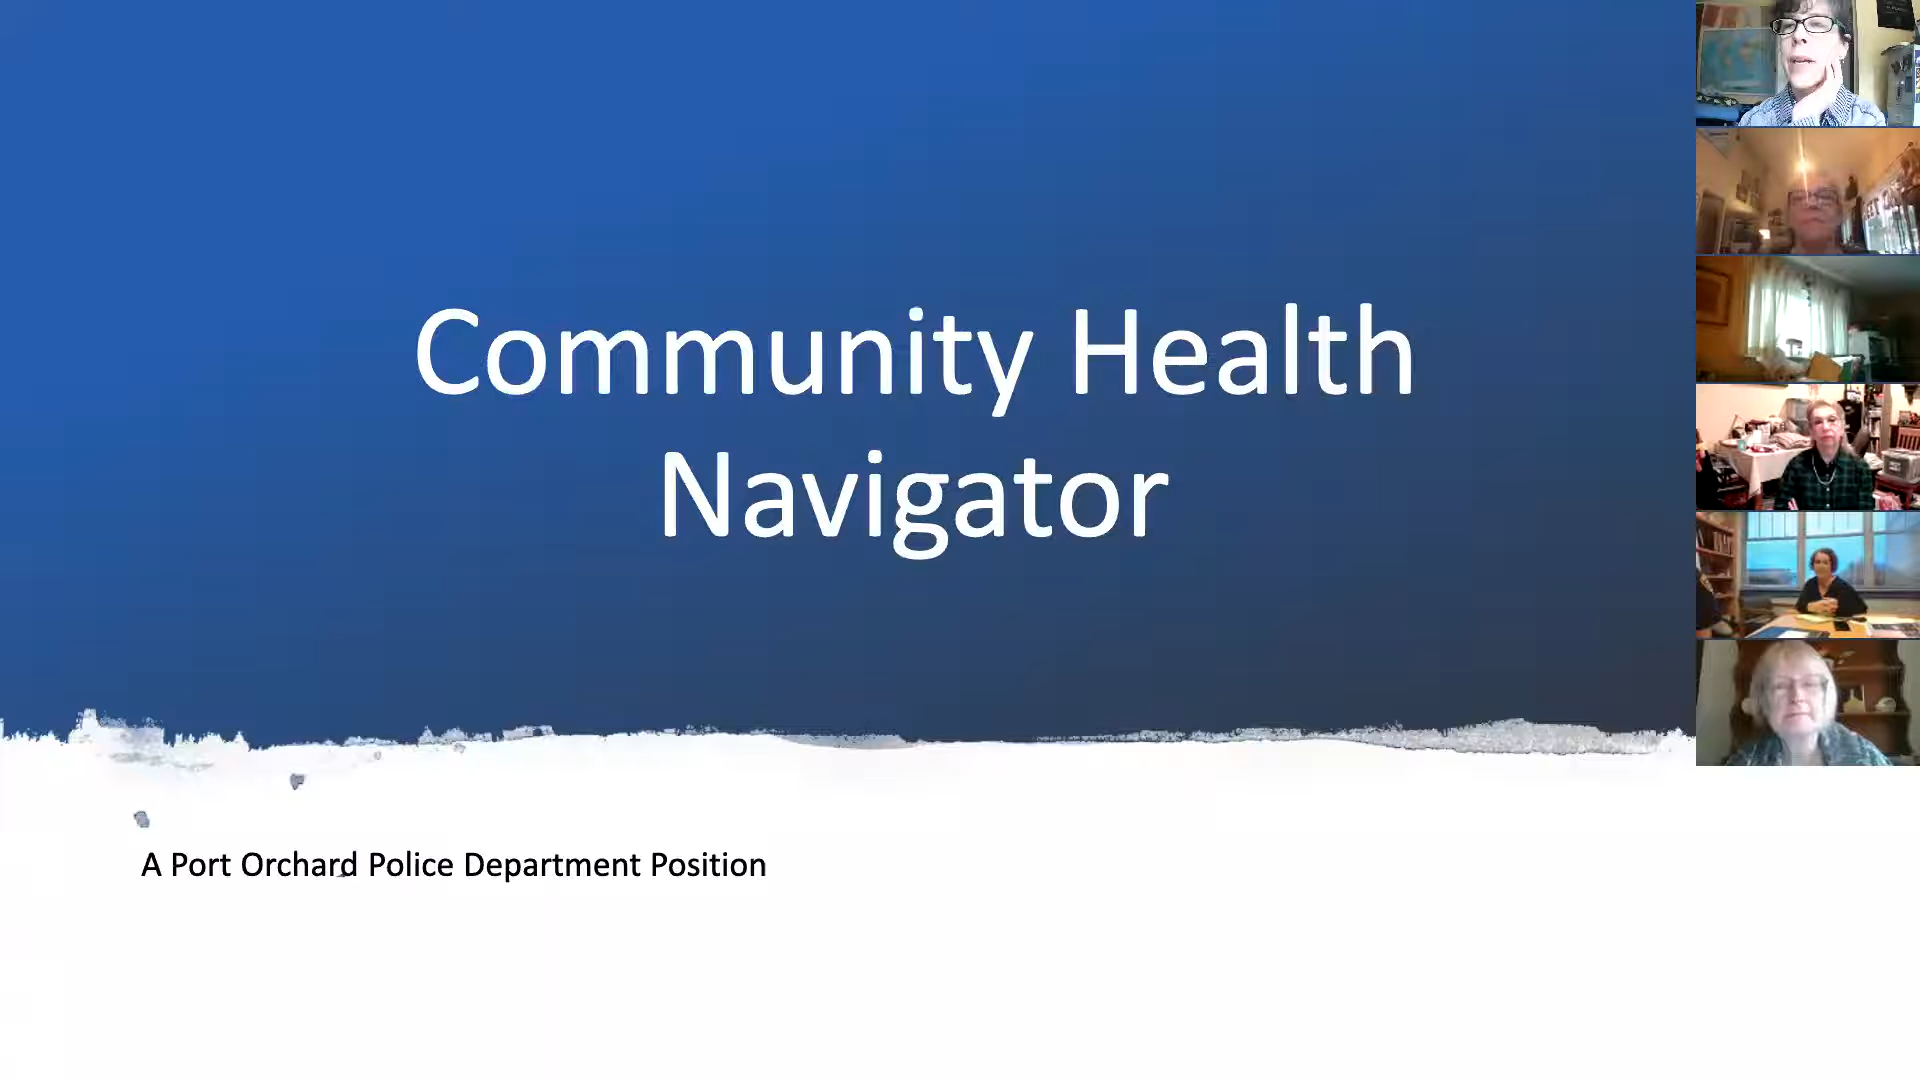 Community Health
Navigator
A Port Orchard Police Department Position